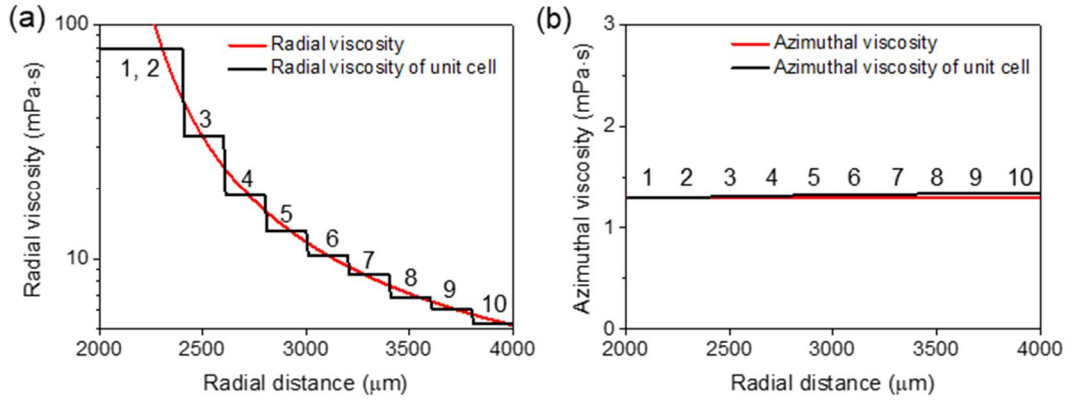 (a)
Radial viscosity (mPa·s)
100
10
Radial viscosity
Radial viscosity of unit cell
1, 2
3
4
5
6
7
8
9
10
2000 2500 3000 3500 4000
Radial distance (μm)
(b)
Azimuthal viscosity (mPa·s)
3
2
1
0
Azimuthal viscosity
Azimuthal viscosity of unit cell
1 2 3 4 5 6 7 8 9 10
2000 2500 3000 3500 4000
Radial distance (μm)